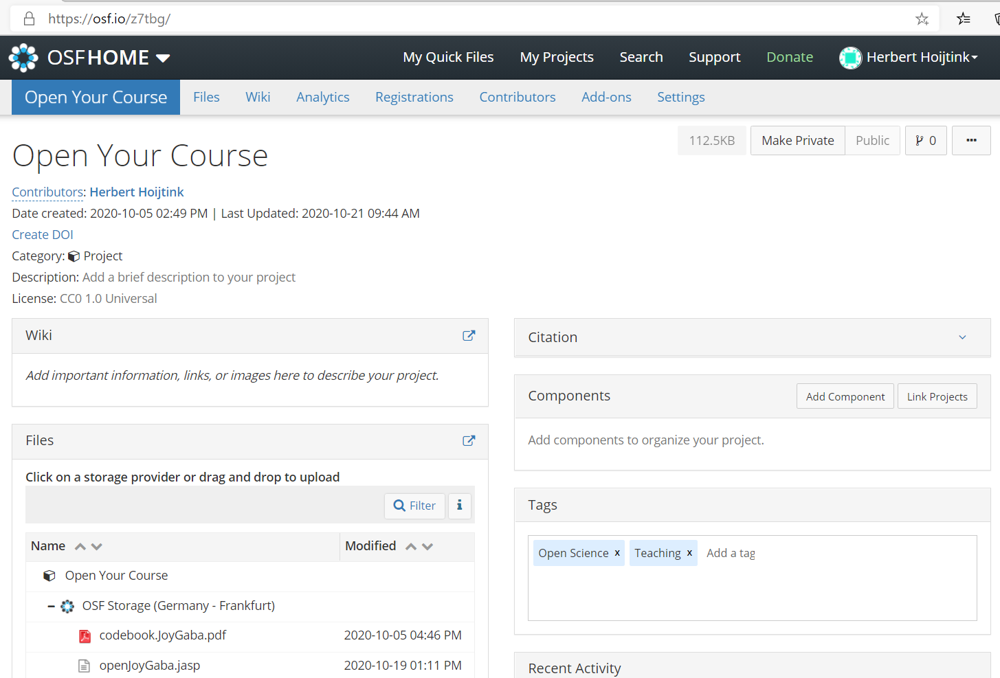 https://osf.io/z7tbg/
OSFHOME
My Quick Files My Projects Search Support Donate Herbert Hoijtink
Open Your Course Files Wiki Analytics Registrations Contributors Add-ons Settings
112.5KB Make Private Public 0 ...
Open Your Course
Contributors: Herbert Hoijtink
Date created: 2020-10-05 02:49 PM | Last Updated: 2020-10-21 09:44 AM
Create DOI
Category: Project
Description: Add a brief description to your project
License: CC0 1.0 Universal
Wiki
Add important information, links, or images here to describe your project.
Files
Click on a storage provider or drag and drop to upload
Filter i
Name Modified
Open Your Course
OSF Storage (Germany - Frankfurt)
codebook.JoyGaba.pdf 2020-10-05 04:46 PM
openJoyGaba.jasp 2020-10-19 01:11 PM
Citation
Components Add Component Link Projects
Add components to organize your project.
Tags
Open Science x Teaching x Add a tag
Recent Activity